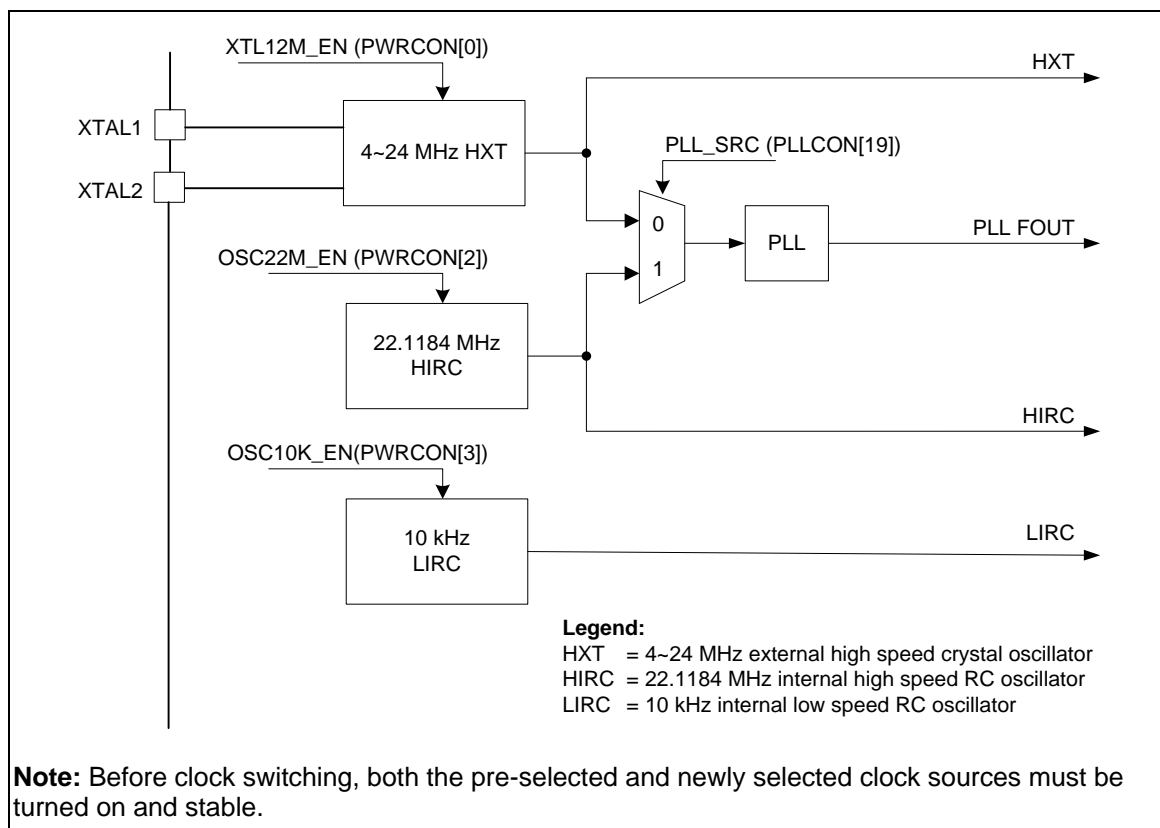 XTL12M_EN (PWRCON[0])
HXT
XTAL1
4~24 MHz HXT
PLL_SRC (PLLCON[19])
XTAL2
0
PLL
PLL FOUT
OSC22M_EN (PWRCON[2])
1
22.1184 MHz
HIRC
HIRC
OSC10K_EN(PWRCON[3])
10 kHz
LIRC
LIRC
Legend:
HXT = 4~24 MHz external high speed crystal oscillator
HIRC = 22.1184 MHz internal high speed RC oscillator
LIRC = 10 kHz internal low speed RC oscillator
Note: Before clock switching, both the pre-selected and newly selected clock sources must be
turned on and stable.